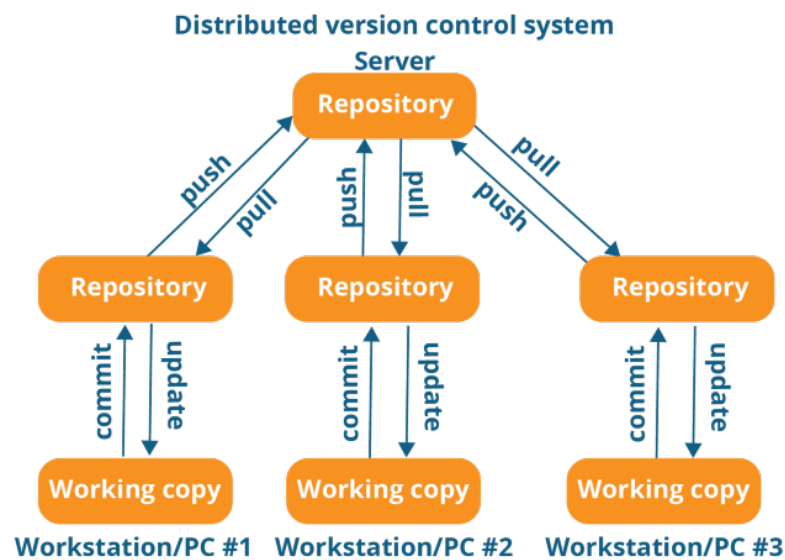 Distributed version control system
Server
Repository
push
pull
push
pull
pull
push
Repository
Repository
Repository
commit
update
commit
update
commit
update
Working copy
Working copy
Working copy
Workstation/PC #1
Workstation/PC #2
Workstation/PC #3